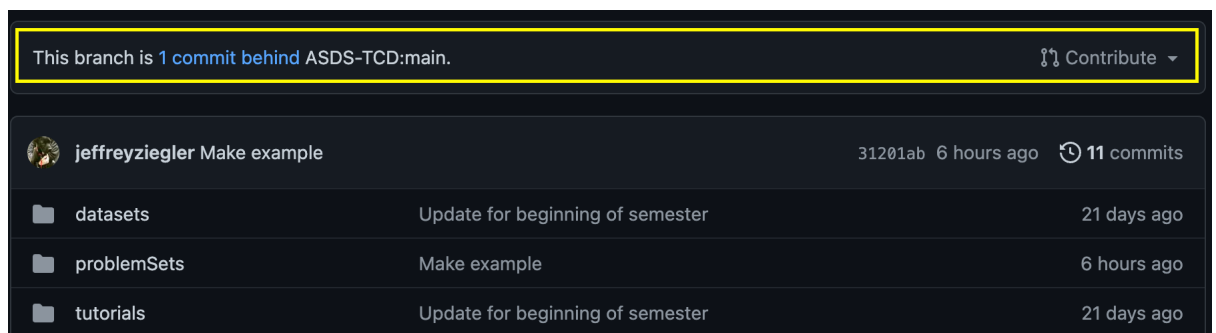 This branch is 1 commit behind ASDS-TCD:main. Contribute
jeffreyziegler Make example 31201ab 6 hours ago 11 commits
datasets Update for beginning of semester 21 days ago
problemSets Make example 6 hours ago
tutorials Update for beginning of semester 21 days ago